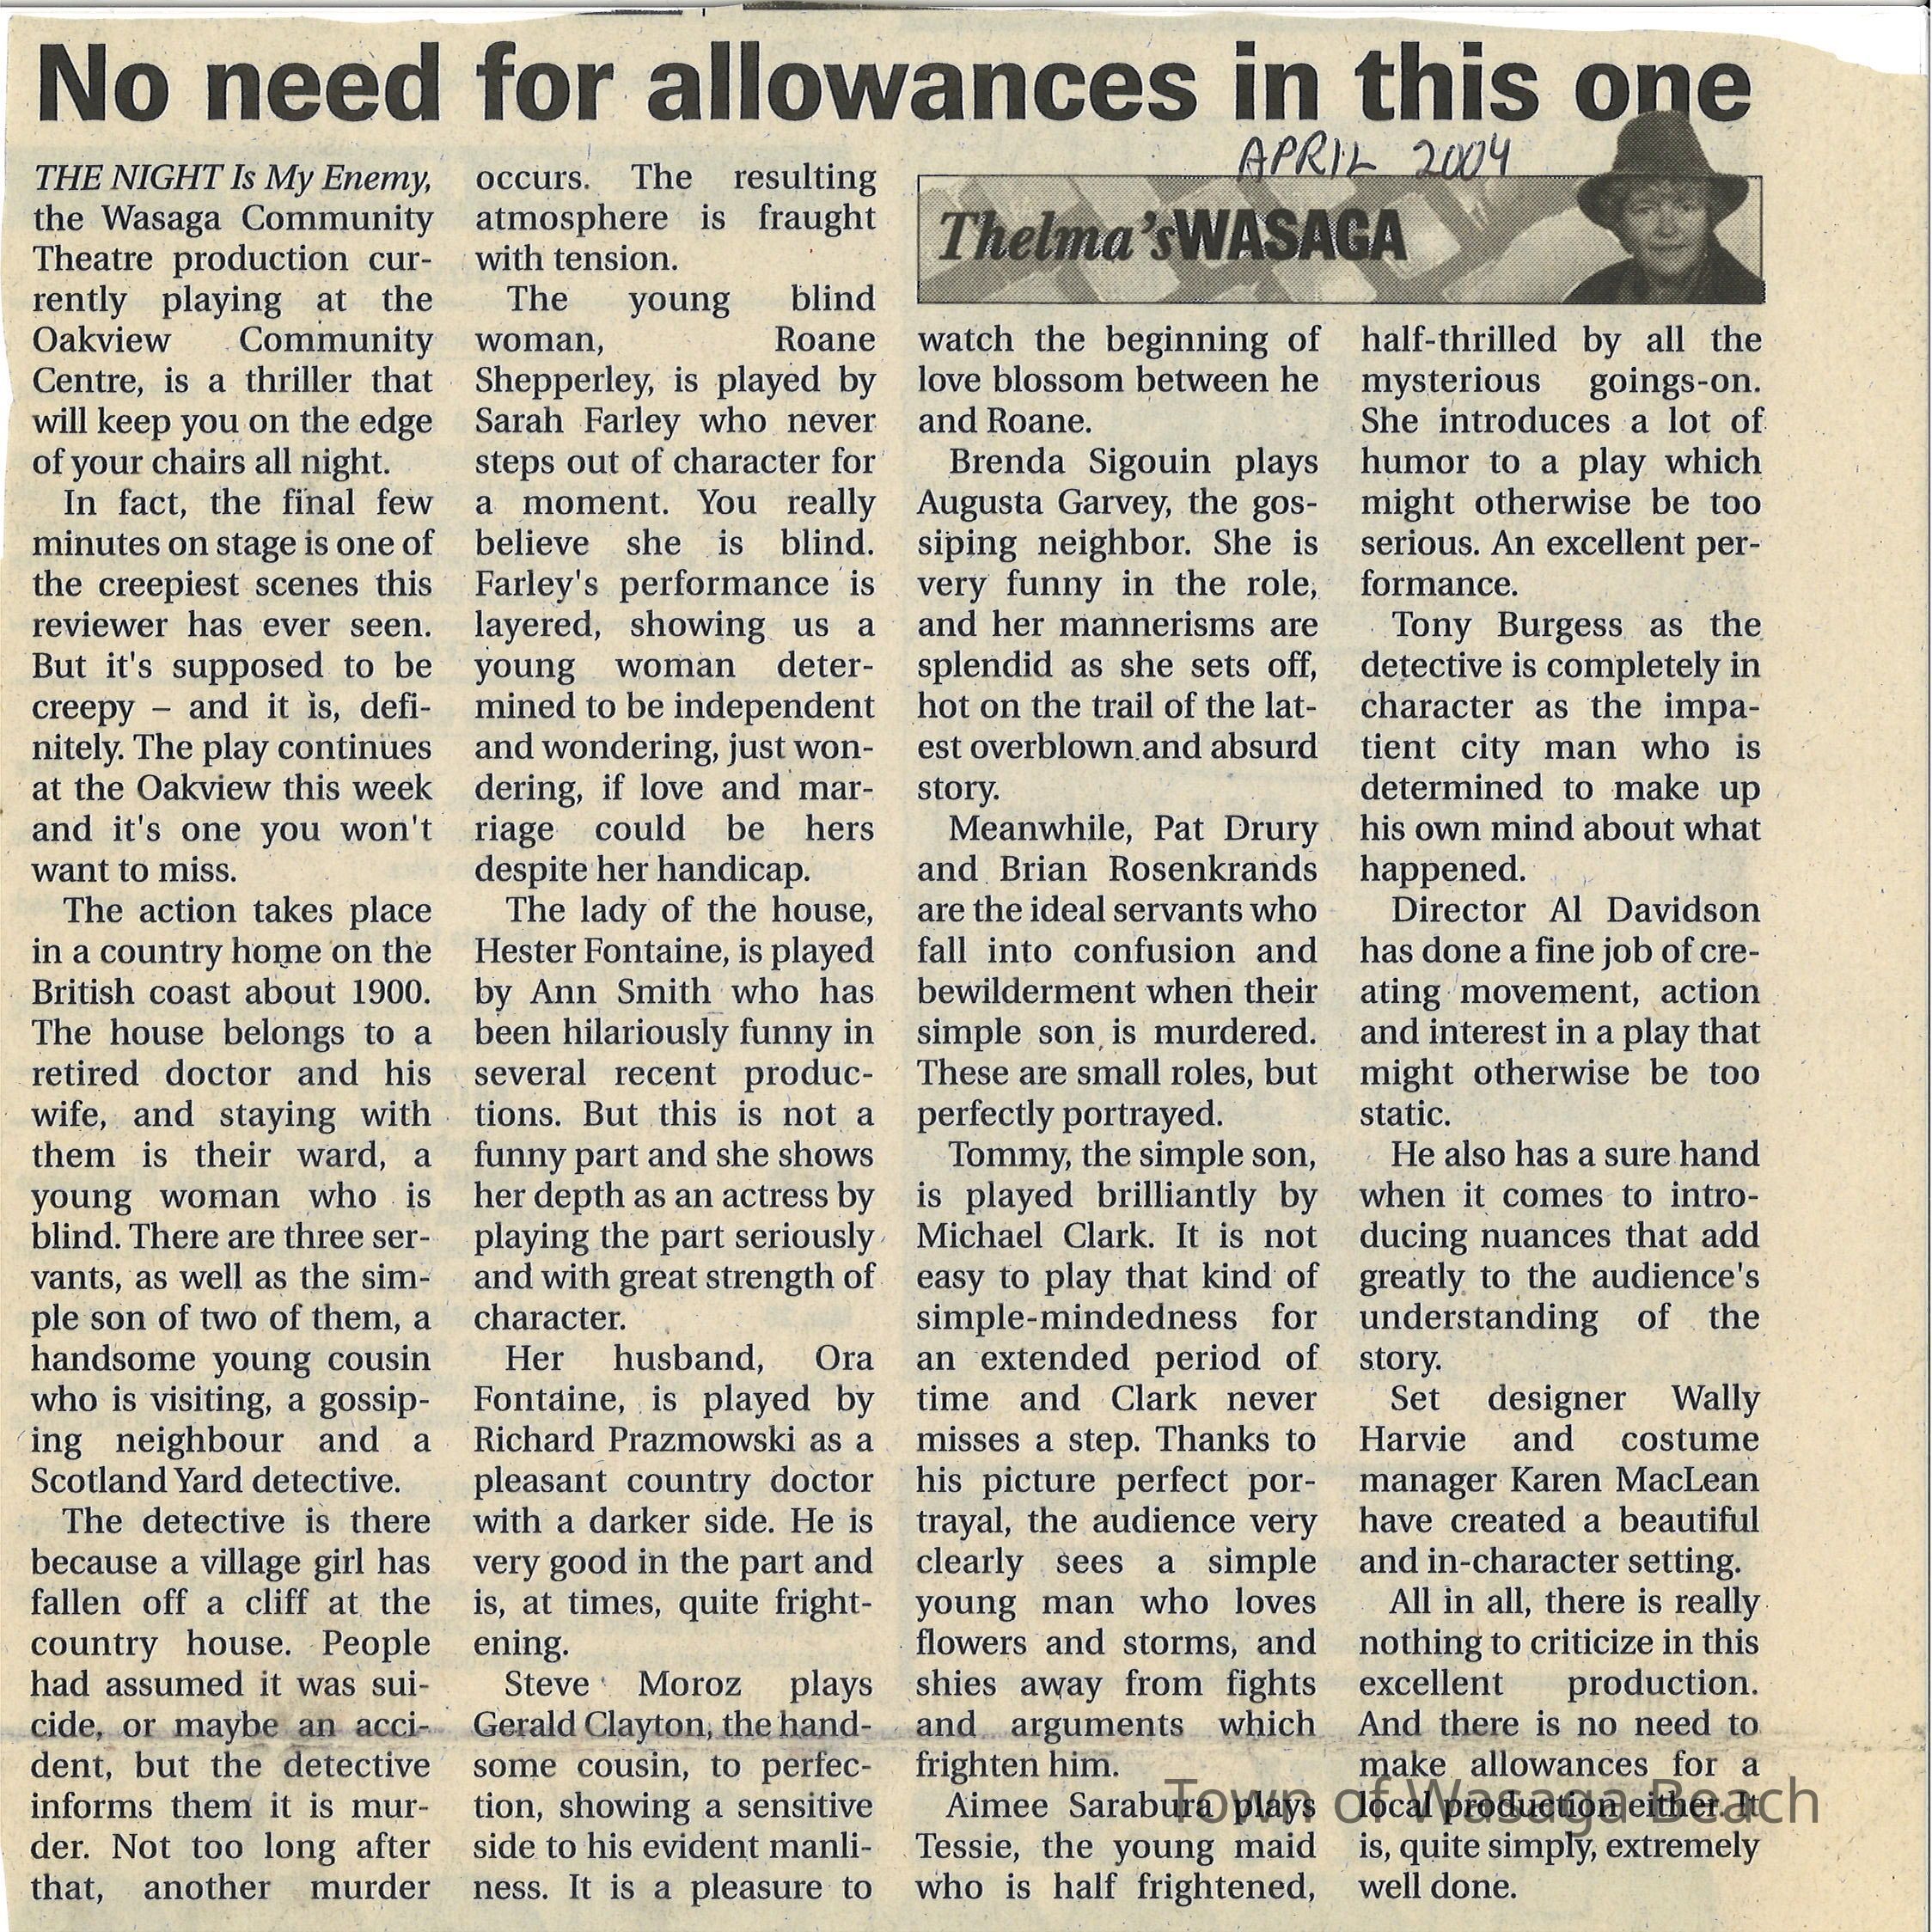 No need for allowances in this one
APRIL 2004
Thelma'sWASAGA
THE NIGHT Is My Enemy,
the Wasaga Community
Theatre production cur-
rently playing at the
Oakview Community
Centre, is a thriller that
will keep you on the edge
of your chairs all night.
In fact, the final few
minutes on stage is one of
the creepiest scenes this
reviewer has ever seen.
But it's supposed to be
creepy – and it is, defi-
nitely. The play continues
at the Oakview this week
and it's one you won't
want to miss.
The action takes place
in a country home on the
British coast about 1900.
The house belongs to a
retired doctor and his
wife, and staying with
them is their ward, a
young woman who is
blind. There are three ser-
vants, as well as the sim-
ple son of two of them, a
handsome young cousin
who is visiting, a gossip-
ing neighbour and a
Scotland Yard detective.
The detective is there
because a village girl has
fallen off a cliff at the
country house. People
had assumed it was sui-
cide, or maybe an acci-
dent, but the detective
informs them it is mur-
der. Not too long after
that, another murder
occurs. The resulting
atmosphere is fraught
with tension.
The young blind
woman, Roane
Shepperley, is played by
Sarah Farley who never
steps out of character for
a moment. You really
believe she is blind.
Farley's performance is
layered, showing us a
young woman deter-
mined to be independent
and wondering, just won-
dering, if love and mar-
riage could be hers
despite her handicap.
The lady of the house,
Hester Fontaine, is played
by Ann Smith who has
been hilariously funny in
several recent produc-
tions. But this is not a
funny part and she shows
her depth as an actress by
playing the part seriously
and with great strength of
character.
Her husband, Ora
Fontaine, is played by
Richard Prazmowski as a
pleasant country doctor
with a darker side. He is
very good in the part and
is, at times, quite fright-
ening.
Steve Moroz plays
Gerald Clayton, the hand-
some cousin, to perfec-
tion, showing a sensitive
side to his evident manli-
ness. It is a pleasure to
watch the beginning of
love blossom between he
and Roane.
Brenda Sigouin plays
Augusta Garvey, the gos-
siping neighbor. She is
very funny in the role,
and her mannerisms are
splendid as she sets off,
hot on the trail of the lat-
est overblown and absurd
story.
Meanwhile, Pat Drury
and Brian Rosenkrands
are the ideal servants who
fall into confusion and
bewilderment when their
simple son is murdered.
These are small roles, but
perfectly portrayed.
Tommy, the simple son,
is played brilliantly by
Michael Clark. It is not
easy to play that kind of
simple-mindedness for
an extended period of
time and Clark never
misses a step. Thanks to
his picture perfect por-
trayal, the audience very
clearly sees a simple
young man who loves
flowers and storms, and
shies away from fights
and arguments which
frighten him.
Aimee Sarabura plays
Tessie, the young maid
who is half frightened,
half-thrilled by all the
mysterious goings-on.
She introduces a lot of
humor to a play which
might otherwise be too
serious. An excellent per-
formance.
Tony Burgess as the
detective is completely in
character as the impa-
tient city man who is
determined to make up
his own mind about what
happened.
Director Al Davidson
has done a fine job of cre-
ating movement, action
and interest in a play that
might otherwise be too
static.
He also has a sure hand
when it comes to intro-
ducing nuances that add
greatly to the audience's
understanding of the
story.
Set designer Wally
Harvie and costume
manager Karen MacLean
have created a beautiful
and in-character setting.
All in all, there is really
nothing to criticize in this
excellent production.
And there is no need to
make allowances for a
local production either. It
is, quite simply, extremely
well done.
Town of Wasaga Beach